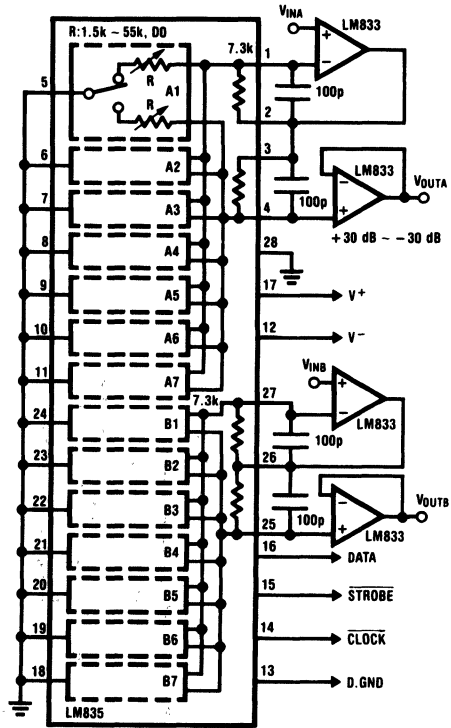 R:1.5k ~ 55k, D0
7.3k
VINA
LM833
5
R
A1
R
1
100p
2
3
100p
LM833
VOUTA
4
+30 dB ~ −30 dB
6
A2
7
A3
8
A4
28
9
A5
17
V+
10
A6
12
V−
11
A7
7.3k
VINB
27
LM833
24
B1
100p
26
23
B2
22
B3
25
100p
LM833
VOUTB
21
B4
16
DATA
20
B5
15
STROBE
19
B6
14
CLOCK
18
B7
13
D.GND
LM835